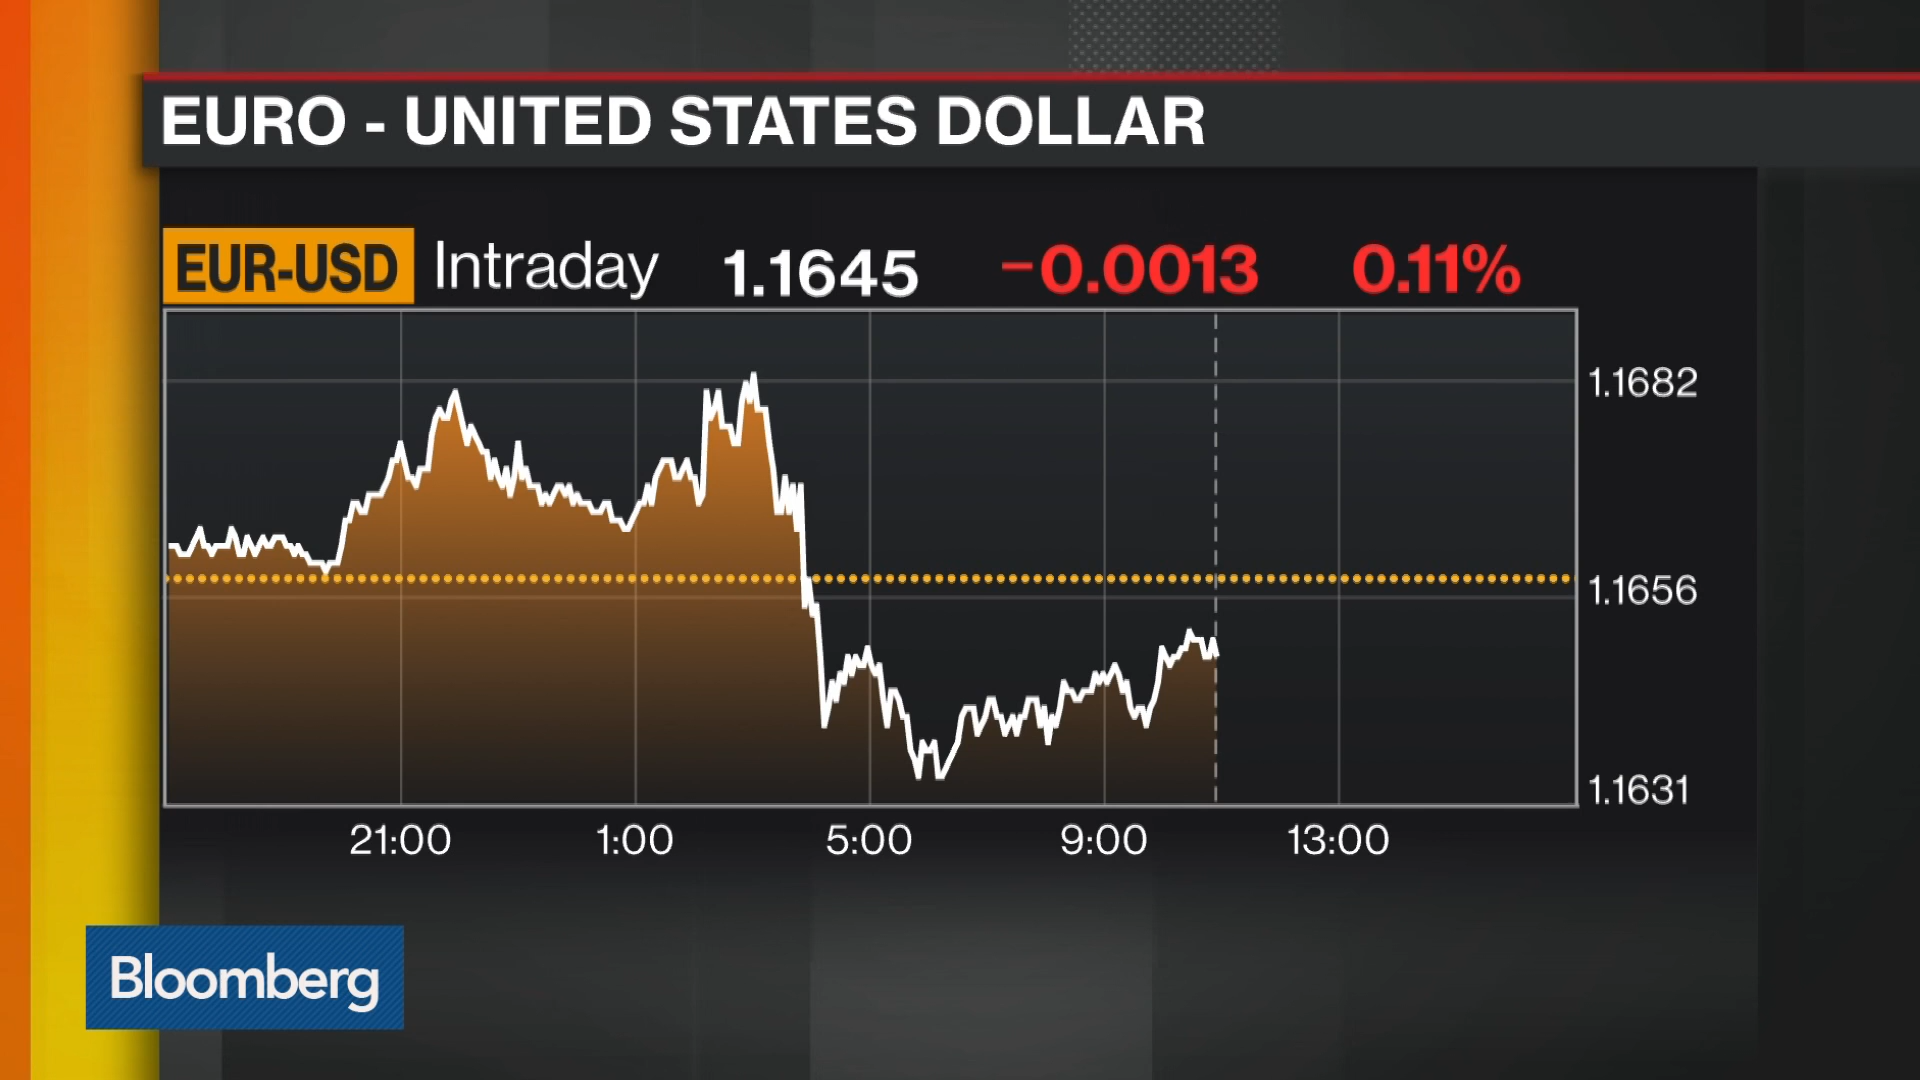 EURO - UNITED STATES DOLLAR
EUR-USD Intraday 1.1645 -0.0013 0.11%
1.1682
1.1656
1.1631
21:00 1:00 5:00 9:00 13:00
Bloomberg